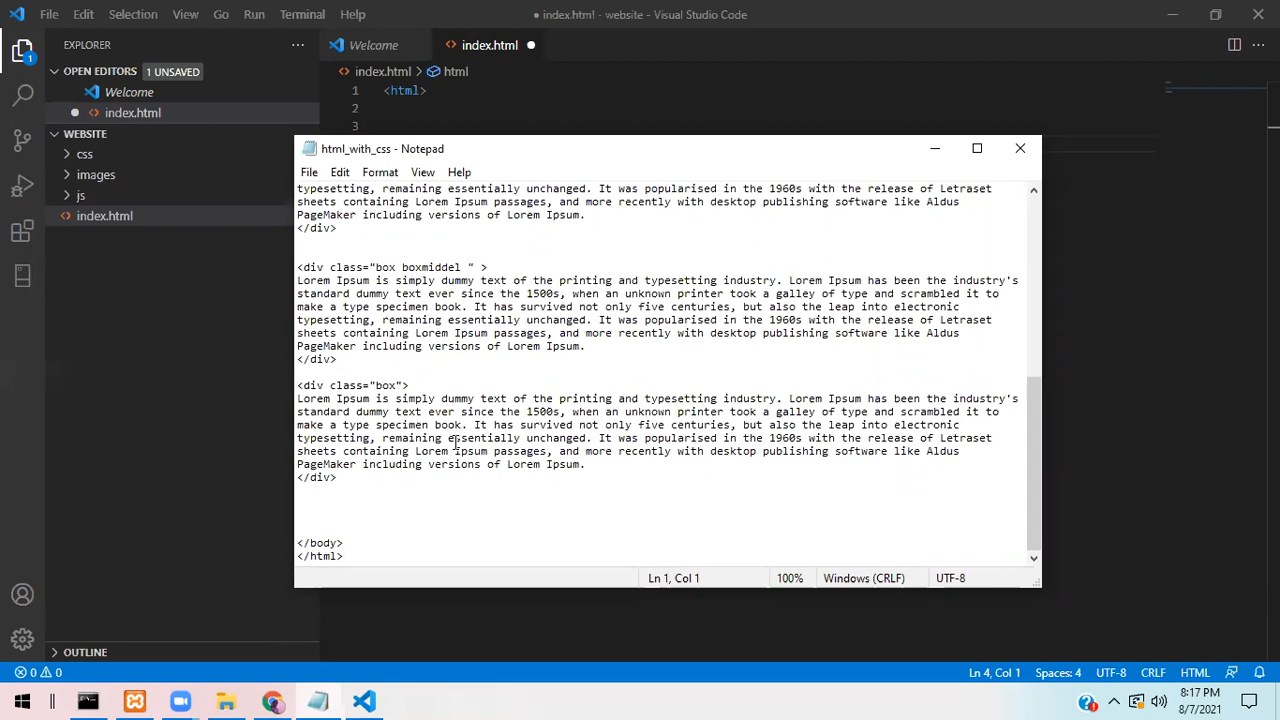 File Edit Selection View Go Run Terminal Help
● index.html - website - Visual Studio Code
EXPLORER
Welcome
index.html
OPEN EDITORS 1 UNSAVED
index.html > html
Welcome
1 <html>
index.html
2
3
WEBSITE
css
images
js
index.html
html_with_css - Notepad
File Edit Format View Help
typesetting, remaining essentially unchanged. It was popularised in the 1960s with the release of Letraset
sheets containing Lorem Ipsum passages, and more recently with desktop publishing software like Aldus
PageMaker including versions of Lorem Ipsum.
</div>
<div class="box boxmiddel " >
Lorem Ipsum is simply dummy text of the printing and typesetting industry. Lorem Ipsum has been the industry's
standard dummy text ever since the 1500s, when an unknown printer took a galley of type and scrambled it to
make a type specimen book. It has survived not only five centuries, but also the leap into electronic
typesetting, remaining essentially unchanged. It was popularised in the 1960s with the release of Letraset
sheets containing Lorem Ipsum passages, and more recently with desktop publishing software like Aldus
PageMaker including versions of Lorem Ipsum.
</div>
<div class="box">
Lorem Ipsum is simply dummy text of the printing and typesetting industry. Lorem Ipsum has been the industry's
standard dummy text ever since the 1500s, when an unknown printer took a galley of type and scrambled it to
make a type specimen book. It has survived not only five centuries, but also the leap into electronic
typesetting, remaining essentially unchanged. It was popularised in the 1960s with the release of Letraset
sheets containing Lorem Ipsum passages, and more recently with desktop publishing software like Aldus
PageMaker including versions of Lorem Ipsum.
</div>
</body>
</html>
Ln 1, Col 1 100% Windows (CRLF) UTF-8
OUTLINE
0 0
Ln 4, Col 1 Spaces: 4 UTF-8 CRLF HTML
8:17 PM
8/7/2021